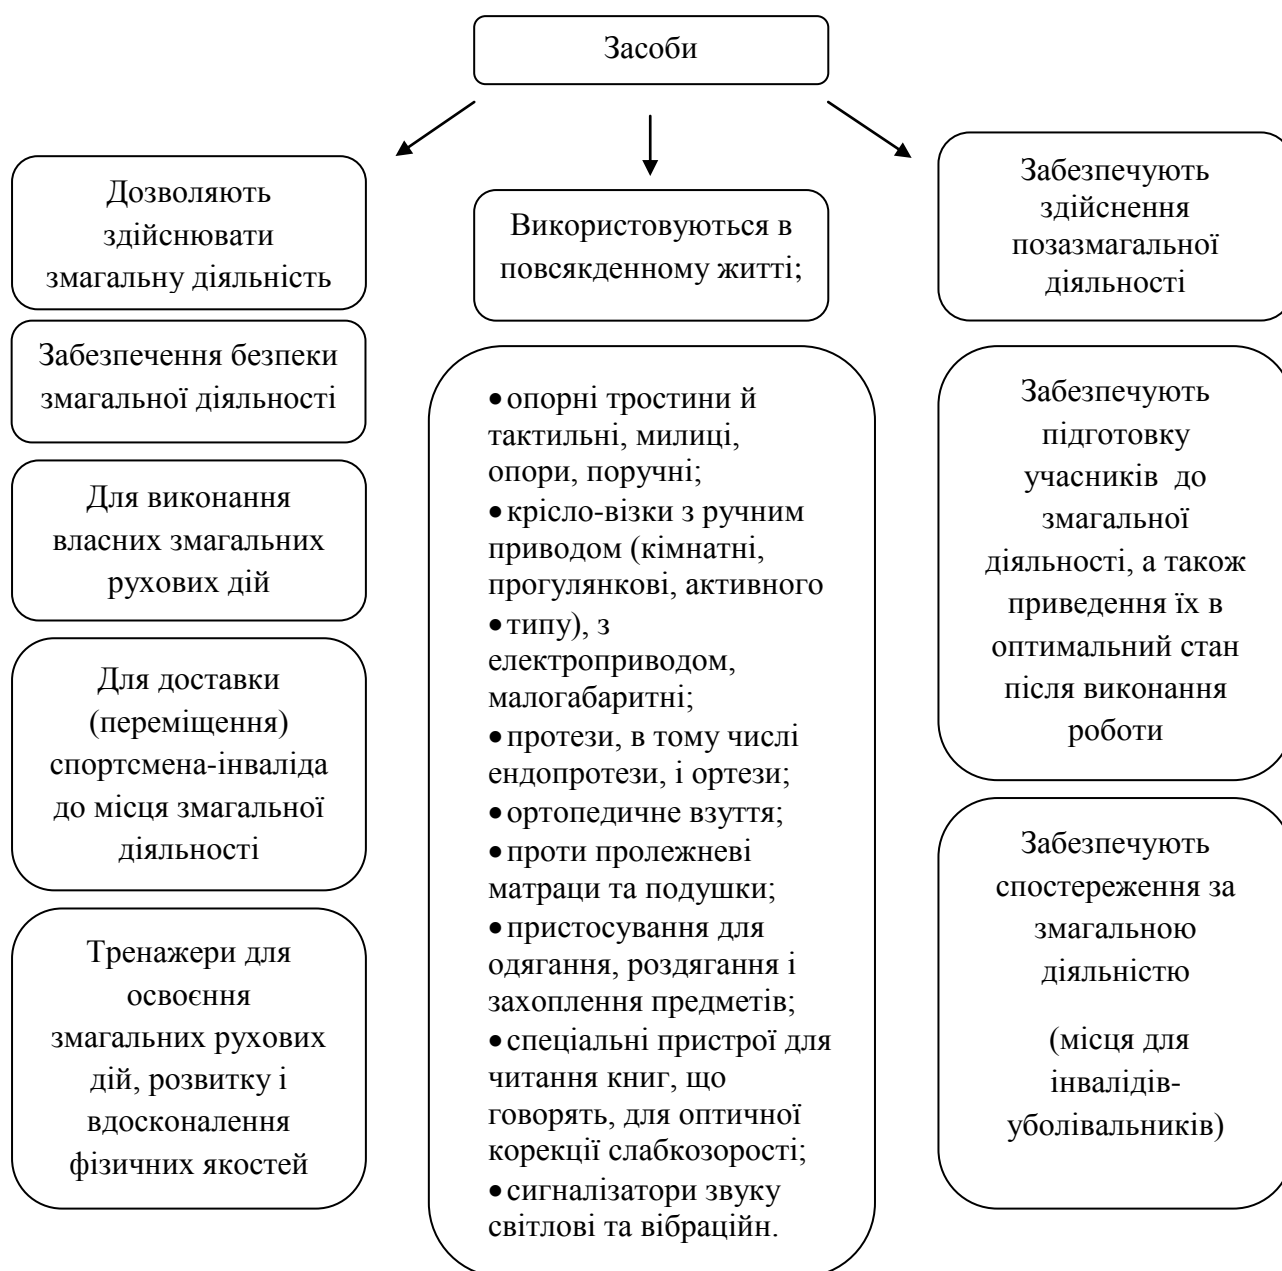 Засоби
Дозволяють
здійснювати
змагальну діяльність
Забезпечення безпеки
змагальної діяльності
Для виконання
власних змагальних
рухових дій
Для доставки
(переміщення)
спортсмена-інваліда
до місця змагальної
діяльності
Тренажери для
освоєння
змагальних рухових
дій, розвитку і
вдосконалення
фізичних якостей
Використовуються в
повсякденному житті;
• опорні тростини й
тактильні, милиці,
опори, поручні;
• крісло-візки з ручним
приводом (кімнатні,
прогулянкові, активного
• типу), з
електроприводом,
малогабаритні;
• протези, в тому числі
ендопротези, і ортези;
• ортопедичне взуття;
• проти пролежневі
матраци та подушки;
• пристосування для
одягання, роздягання і
захоплення предметів;
• спеціальні пристрої для
читання книг, що
говорять, для оптичної
корекції слабкозорості;
• сигналізатори звуку
світлові та вібраційн.
Забезпечують
здійснення
позазмагальної
діяльності
Забезпечують
підготовку
учасників до
змагальної
діяльності, а також
приведення їх в
оптимальний стан
після виконання
роботи
Забезпечують
спостереження за
змагальною
діяльністю
(місця для
інвалідів-
уболівальників)